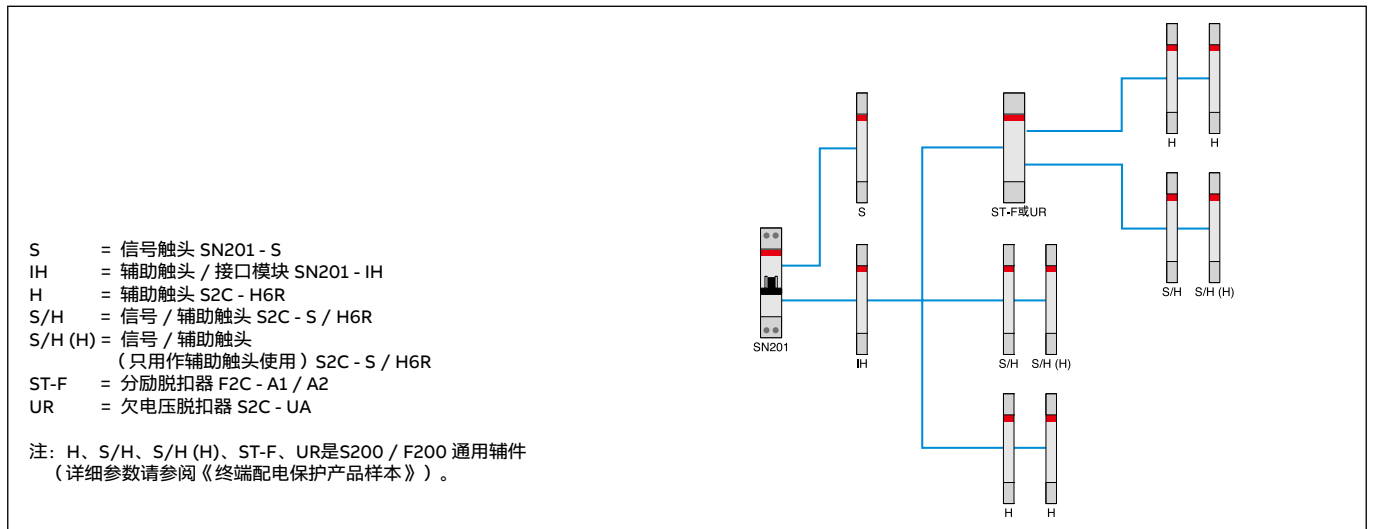 S = 信号触头 SN201 - S
IH = 辅助触头 / 接口模块 SN201 - IH
H = 辅助触头 S2C - H6R
S/H = 信号 / 辅助触头 S2C - S / H6R
S/H (H) = 信号 / 辅助触头
（只用作辅助触头使用）S2C - S / H6R
ST-F = 分励脱扣器 F2C - A1 / A2
UR = 欠电压脱扣器 S2C - UA
注：H、S/H、S/H (H)、ST-F、UR是S200 / F200 通用辅件
（详细参数请参阅《终端配电保护产品样本》）。
H H
S ST-F或UR
S/H S/H (H)
SN201 IH S/H S/H (H)
H H